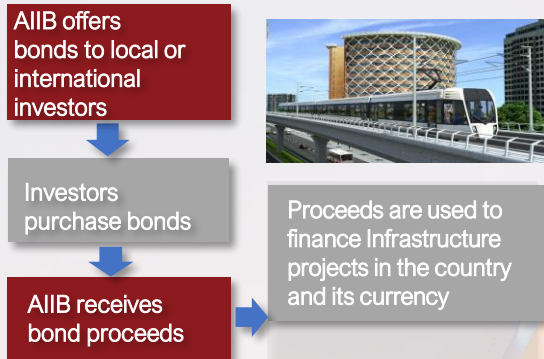 AIIB offers
bonds to local or
international
investors
Investors
purchase bonds
AIIB receives
bond proceeds
Proceeds are used to
finance Infrastructure
projects in the country
and its currency